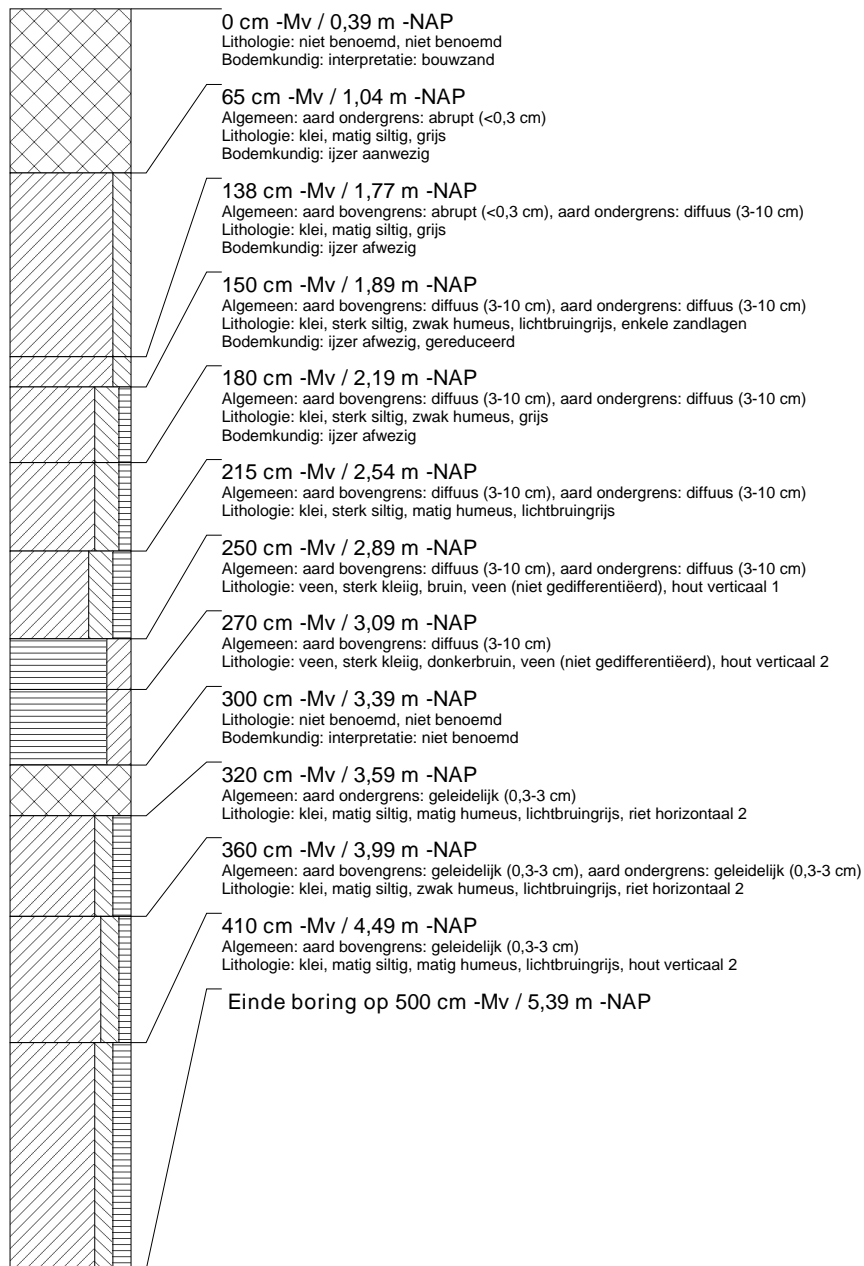 0 cm -Mv / 0,39 m -NAP
Lithologie: niet benoemd, niet benoemd
Bodemkundig: interpretatie: bouwzand
65 cm -Mv / 1,04 m -NAP
Algemeen: aard ondergrens: abrupt (<0,3 cm)
Lithologie: klei, matig siltig, grijs
Bodemkundig: ijzer aanwezig
138 cm -Mv / 1,77 m -NAP
Algemeen: aard bovengrens: abrupt (<0,3 cm), aard ondergrens: diffuus (3-10 cm)
Lithologie: klei, matig siltig, grijs
Bodemkundig: ijzer afwezig
150 cm -Mv / 1,89 m -NAP
Algemeen: aard bovengrens: diffuus (3-10 cm), aard ondergrens: diffuus (3-10 cm)
Lithologie: klei, sterk siltig, zwak humeus, lichtbruingrijs, enkele zandlagen
Bodemkundig: ijzer afwezig, gereduceerd
180 cm -Mv / 2,19 m -NAP
Algemeen: aard bovengrens: diffuus (3-10 cm), aard ondergrens: diffuus (3-10 cm)
Lithologie: klei, sterk siltig, zwak humeus, grijs
Bodemkundig: ijzer afwezig
215 cm -Mv / 2,54 m -NAP
Algemeen: aard bovengrens: diffuus (3-10 cm), aard ondergrens: diffuus (3-10 cm)
Lithologie: klei, sterk siltig, matig humeus, lichtbruingrijs
250 cm -Mv / 2,89 m -NAP
Algemeen: aard bovengrens: diffuus (3-10 cm), aard ondergrens: diffuus (3-10 cm)
Lithologie: veen, sterk kleiig, bruin, veen (niet gedifferentiëerd), hout verticaal 1
270 cm -Mv / 3,09 m -NAP
Algemeen: aard bovengrens: diffuus (3-10 cm)
Lithologie: veen, sterk kleiig, donkerbruin, veen (niet gedifferentiëerd), hout verticaal 2
300 cm -Mv / 3,39 m -NAP
Lithologie: niet benoemd, niet benoemd
Bodemkundig: interpretatie: niet benoemd
320 cm -Mv / 3,59 m -NAP
Algemeen: aard ondergrens: geleidelijk (0,3-3 cm)
Lithologie: klei, matig siltig, matig humeus, lichtbruingrijs, riet horizontaal 2
360 cm -Mv / 3,99 m -NAP
Algemeen: aard bovengrens: geleidelijk (0,3-3 cm), aard ondergrens: geleidelijk (0,3-3 cm)
Lithologie: klei, matig siltig, zwak humeus, lichtbruingrijs, riet horizontaal 2
410 cm -Mv / 4,49 m -NAP
Algemeen: aard bovengrens: geleidelijk (0,3-3 cm)
Lithologie: klei, matig siltig, matig humeus, lichtbruingrijs, hout verticaal 2
Einde boring op 500 cm -Mv / 5,39 m -NAP